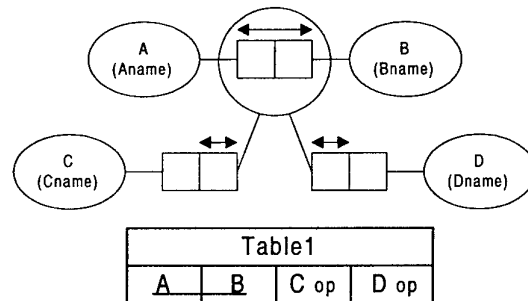 A
(Aname)
B
(Bname)
C
(Cname)
D
(Dname)
Table1
A B C op D op